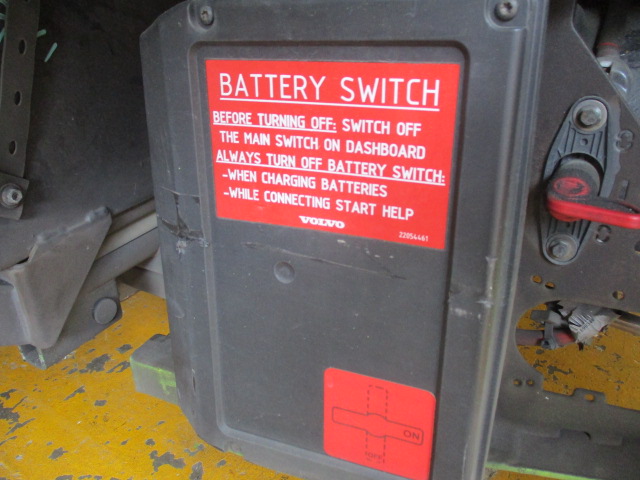 BATTERY SWITCH
BEFORE TURNING OFF: SWITCH OFF
THE MAIN SWITCH ON DASHBOARD
ALWAYS TURN OFF BATTERY SWITCH:
-WHEN CHARGING BATTERIES
-WHILE CONNECTING START HELP
VOLVO
22054461
ON